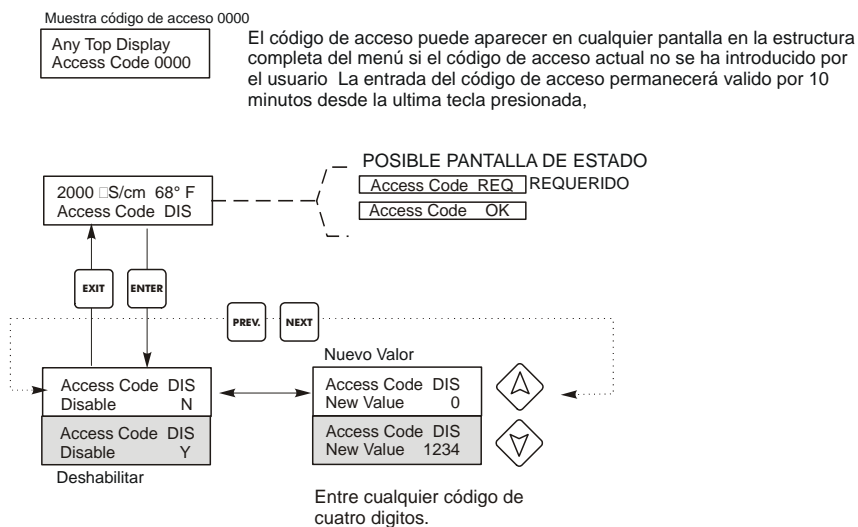 Muestra código de acceso 0000
Any Top Display
Access Code 0000
El código de acceso puede aparecer en cualquier pantalla en la estructura
completa del menú si el código de acceso actual no se ha introducido por
el usuario La entrada del código de acceso permanecerá valido por 10
minutos desde la ultima tecla presionada,
POSIBLE PANTALLA DE ESTADO
Access Code REQ REQUERIDO
Access Code OK
2000 □S/cm 68° F
Access Code DIS
EXIT
ENTER
PREV.
NEXT
Access Code DIS
Disable N
Access Code DIS
Disable Y
Deshabilitar
Nuevo Valor
Access Code DIS
New Value 0
Access Code DIS
New Value 1234
Entre cualquier código de
cuatro digitos.